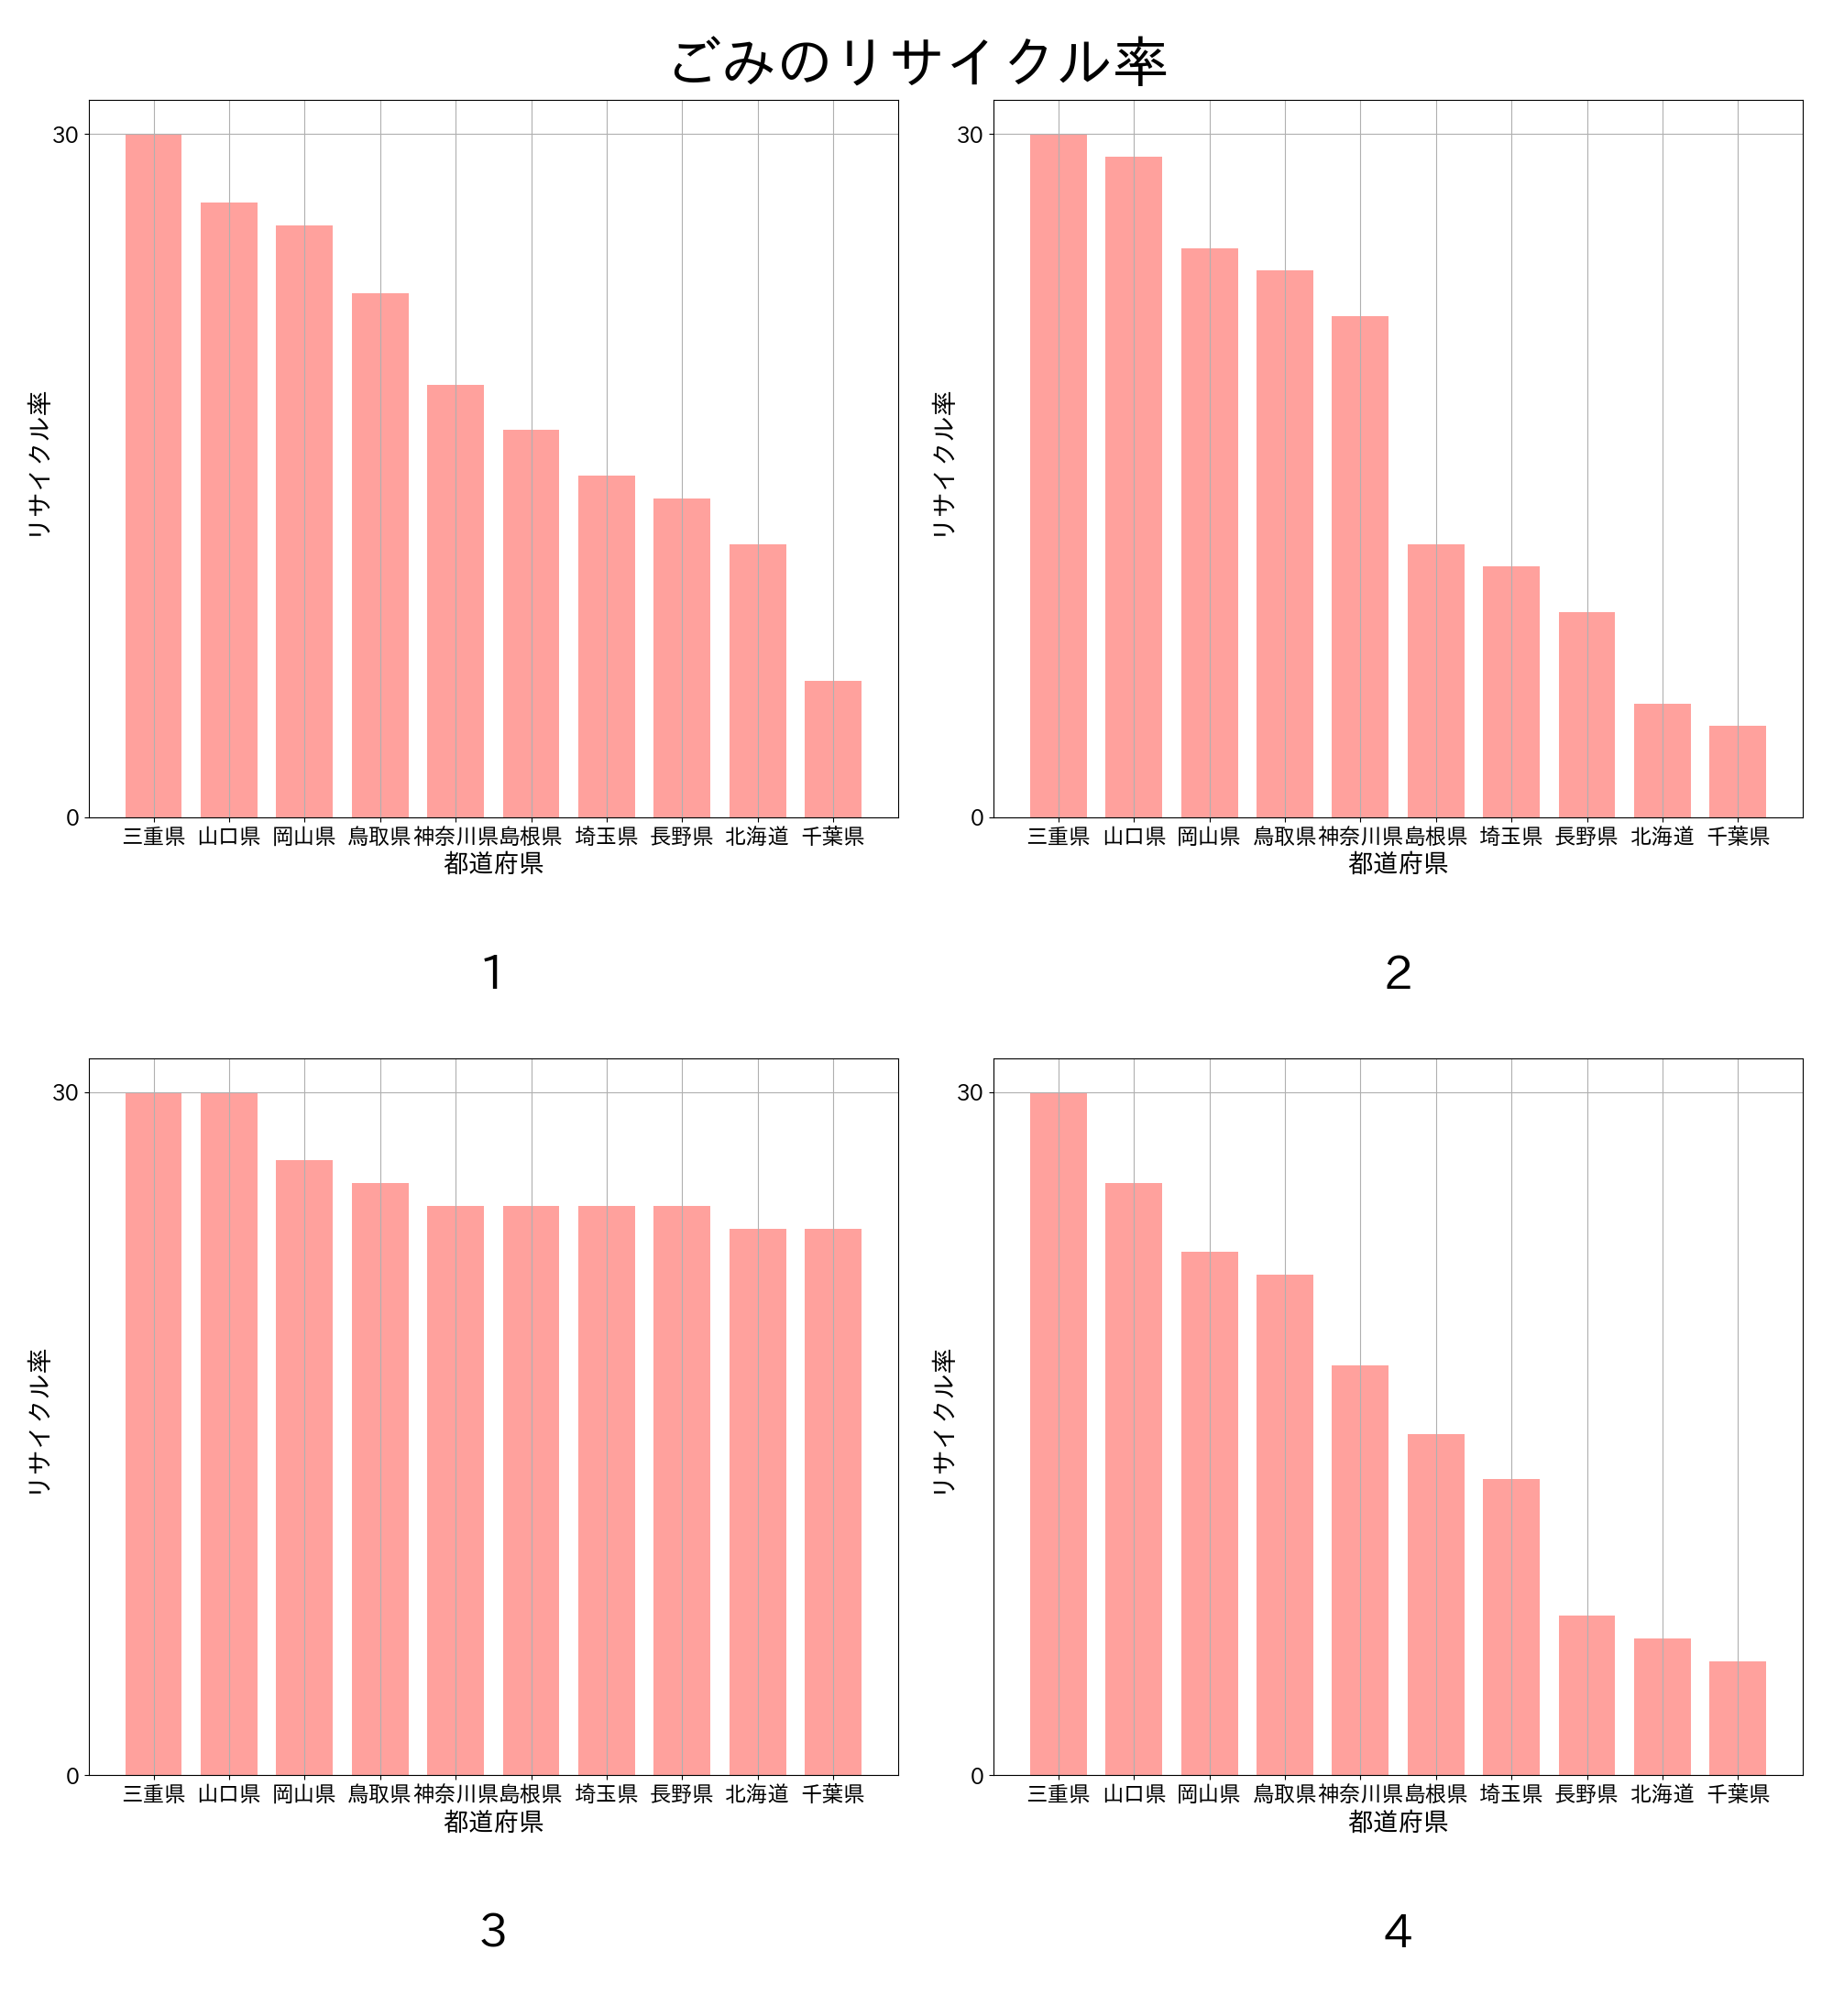 ごみのリサイクル率
30
0
リサイクル率
三重県 山口県 岡山県 鳥取県 神奈川県 島根県 埼玉県 長野県 北海道 千葉県
都道府県
1
30
0
リサイクル率
三重県 山口県 岡山県 鳥取県 神奈川県 島根県 埼玉県 長野県 北海道 千葉県
都道府県
2
30
0
リサイクル率
三重県 山口県 岡山県 鳥取県 神奈川県 島根県 埼玉県 長野県 北海道 千葉県
都道府県
3
30
0
リサイクル率
三重県 山口県 岡山県 鳥取県 神奈川県 島根県 埼玉県 長野県 北海道 千葉県
都道府県
4